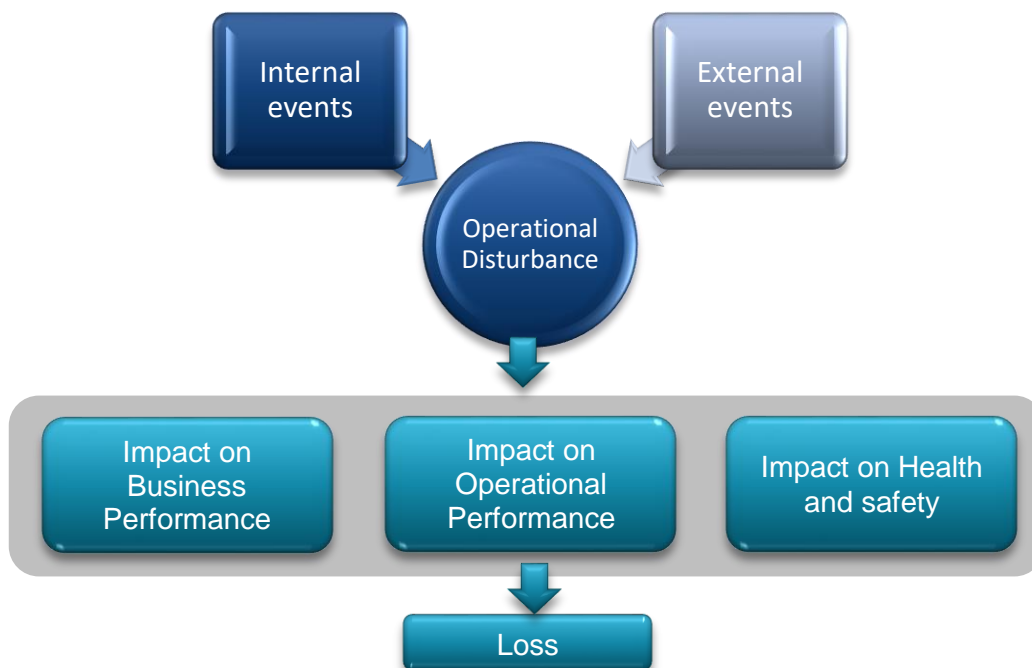 Internal
events
External
events
Operational
Disturbance
Impact on
Business
Performance
Impact on
Operational
Performance
Impact on Health
and safety
Loss